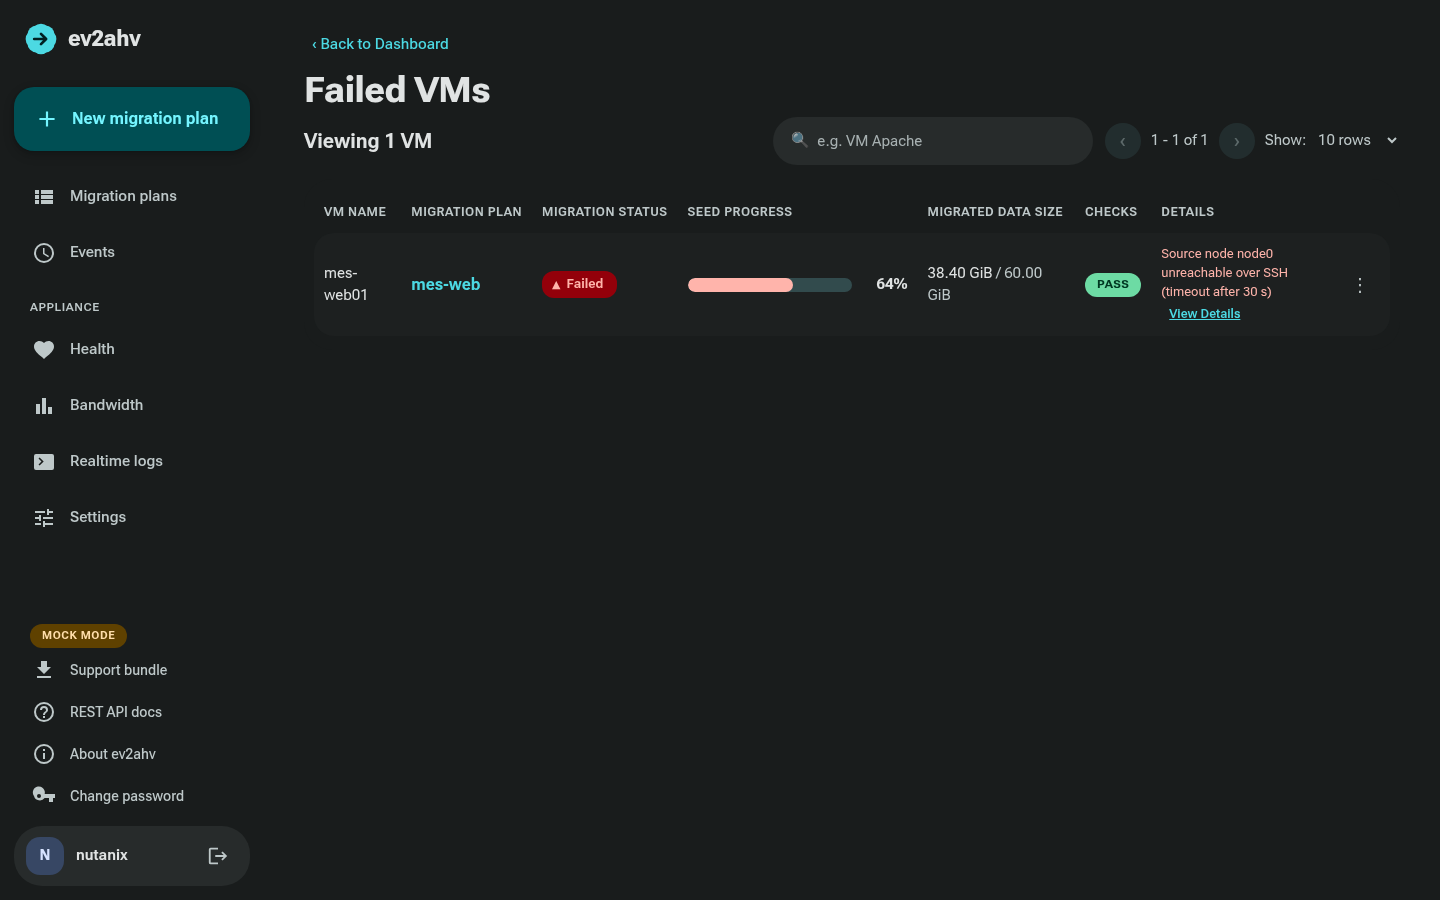 ev2ahv
New migration plan
Migration plans
Events
APPLIANCE
Health
Bandwidth
Realtime logs
Settings
MOCK MODE
Support bundle
REST API docs
About ev2ahv
Change password
N nutanix
‹ Back to Dashboard
Failed VMs
Viewing 1 VM
e.g. VM Apache
‹ 1 - 1 of 1 › Show: 10 rows
VM NAME MIGRATION PLAN MIGRATION STATUS SEED PROGRESS MIGRATED DATA SIZE CHECKS DETAILS
mes-
web01
mes-web
Failed
64%
38.40 GiB / 60.00
GiB
PASS
Source node node0
unreachable over SSH
(timeout after 30 s)
View Details